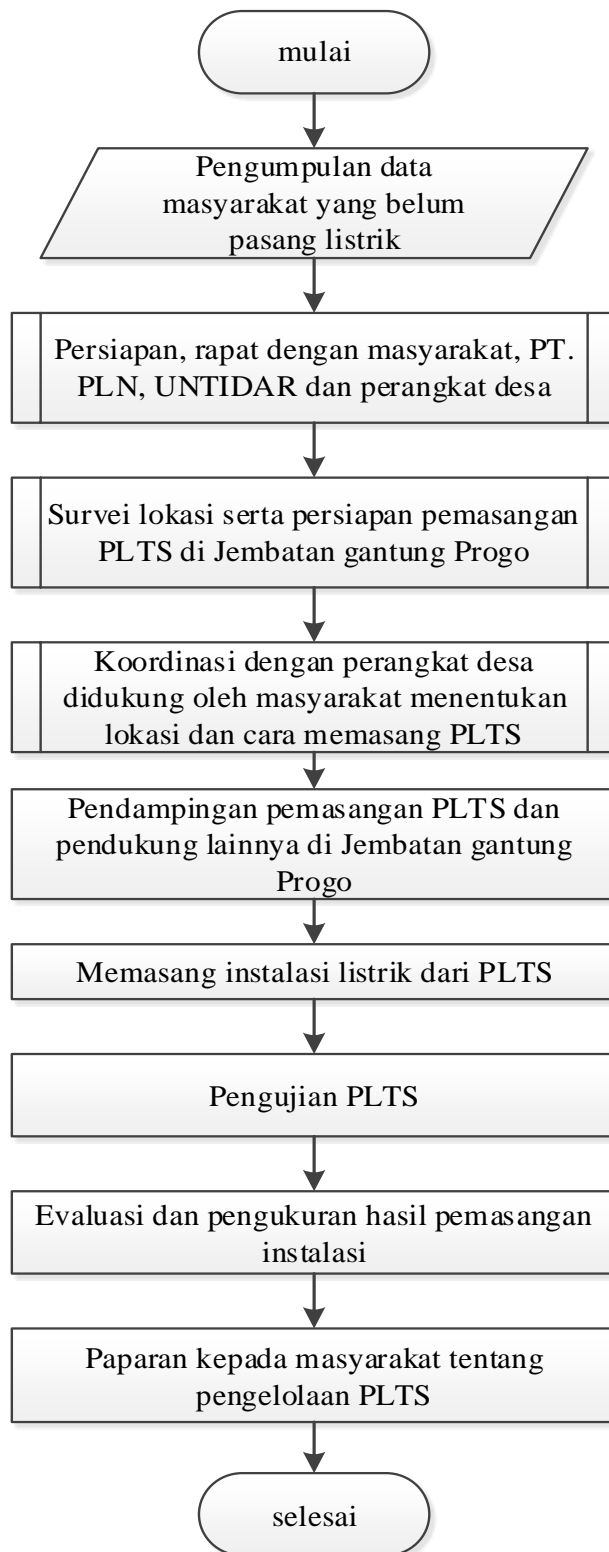 mulai
Pengumpulan data
masyarakat yang belum
pasang listrik
Persiapan, rapat dengan masyarakat, PT.
PLN, UNTIDAR dan perangkat desa
Survei lokasi serta persiapan pemasangan
PLTS di Jembatan gantung Progo
Koordinasi dengan perangkat desa
didukung oleh masyarakat menentukan
lokasi dan cara memasang PLTS
Pendampingan pemasangan PLTS dan
pendukung lainnya di Jembatan gantung
Progo
Memasang instalasi listrik dari PLTS
Pengujian PLTS
Evaluasi dan pengukuran hasil pemasangan
instalasi
Paparan kepada masyarakat tentang
pengelolaan PLTS
selesai